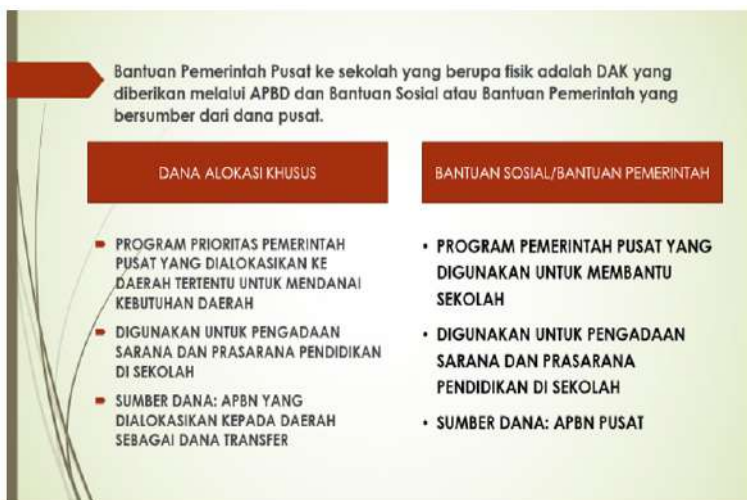 Bantuan Pemerintah Pusat ke sekolah yang berupa fisik adalah DAK yang
diberikan melalui APBD dan Bantuan Sosial atau Bantuan Pemerintah yang
bersumber dari dana pusat.
DANA ALOKASI KHUSUS
PROGRAM PRIORITAS PEMERINTAH
PUSAT YANG DIALOKASIKAN KE
DAERAH TERTENTU UNTUK MENDANAI
KEBUTUHAN DAERAH
DIGUNAKAN UNTUK PENGADAAN
SARANA DAN PRASARANA PENDIDIKAN
DI SEKOLAH
SUMBER DANA: APBN YANG
DIALOKASIKAN KEPADA DAERAH
SEBAGAI DANA TRANSFER
BANTUAN SOSIAL/BANTUAN PEMERINTAH
• PROGRAM PEMERINTAH PUSAT YANG
DIGUNAKAN UNTUK MEMBANTU
SEKOLAH
• DIGUNAKAN UNTUK PENGADAAN
SARANA DAN PRASARANA
PENDIDIKAN DI SEKOLAH
• SUMBER DANA: APBN PUSAT